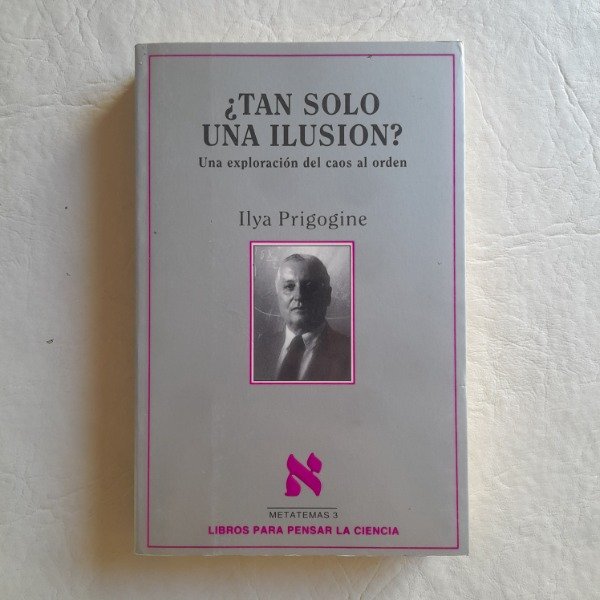 ¿TAN SOLO
UNA ILUSION?
Una exploración del caos al orden
Ilya Prigogine
א
METATEMAS 3
LIBROS PARA PENSAR LA CIENCIA